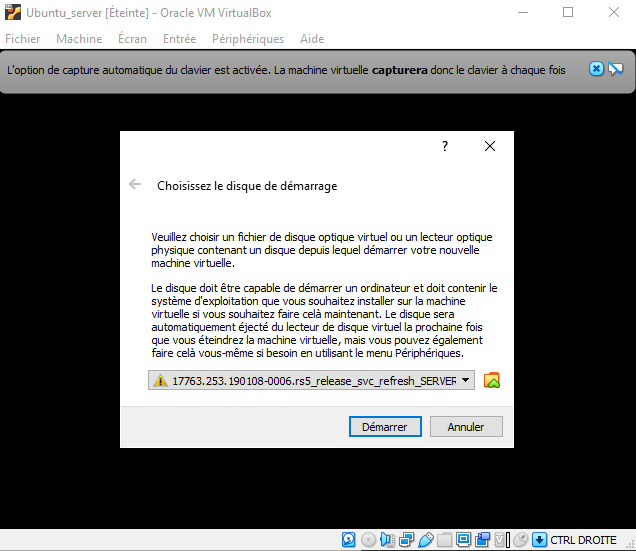 Ubuntu_server [Éteinte] - Oracle VM VirtualBox
Fichier Machine Écran Entrée Périphériques Aide
L'option de capture automatique du clavier est activée. La machine virtuelle capturera donc le clavier à chaque fois
?
Choisissez le disque de démarrage
Veuillez choisir un fichier de disque optique virtuel ou un lecteur optique
physique contenant un disque depuis lequel démarrer votre nouvelle
machine virtuelle.
Le disque doit être capable de démarrer un ordinateur et doit contenir le
système d'exploitation que vous souhaitez installer sur la machine
virtuelle si vous souhaitez faire celà maintenant. Le disque sera
automatiquement éjecté du lecteur de disque virtuel la prochaine fois
que vous éteindrez la machine virtuelle, mais vous pouvez également
faire celà vous-même si besoin en utilisant le menu Périphériques.
17763.253.190108-0006.rs5_release_svc_refresh_SERVER
Démarrer Annuler
CTRL DROITE